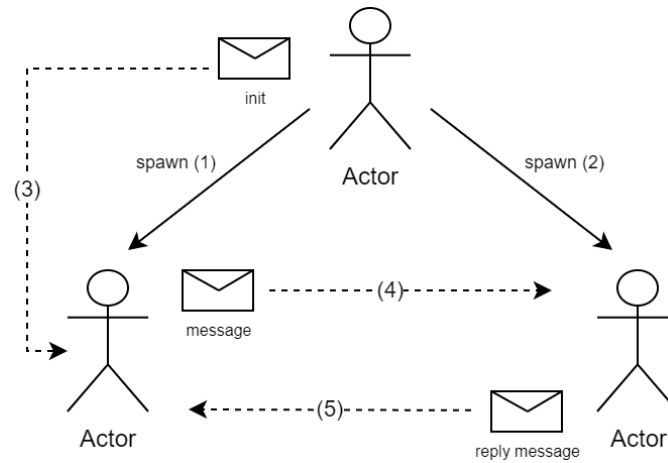 init
spawn (1)
spawn (2)
Actor
(3)
(4)
message
(5)
Actor
reply message
Actor